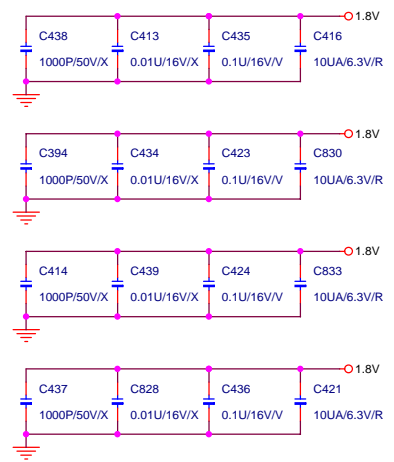 1.8V
C438 C413 C435 C416
1000P/50V/X 0.01U/16V/X 0.1U/16V/V 10UA/6.3V/R
1.8V
C394 C434 C423 C830
1000P/50V/X 0.01U/16V/X 0.1U/16V/V 10UA/6.3V/R
1.8V
C414 C439 C424 C833
1000P/50V/X 0.01U/16V/X 0.1U/16V/V 10UA/6.3V/R
1.8V
C437 C828 C436 C421
1000P/50V/X 0.01U/16V/X 0.1U/16V/V 10UA/6.3V/R